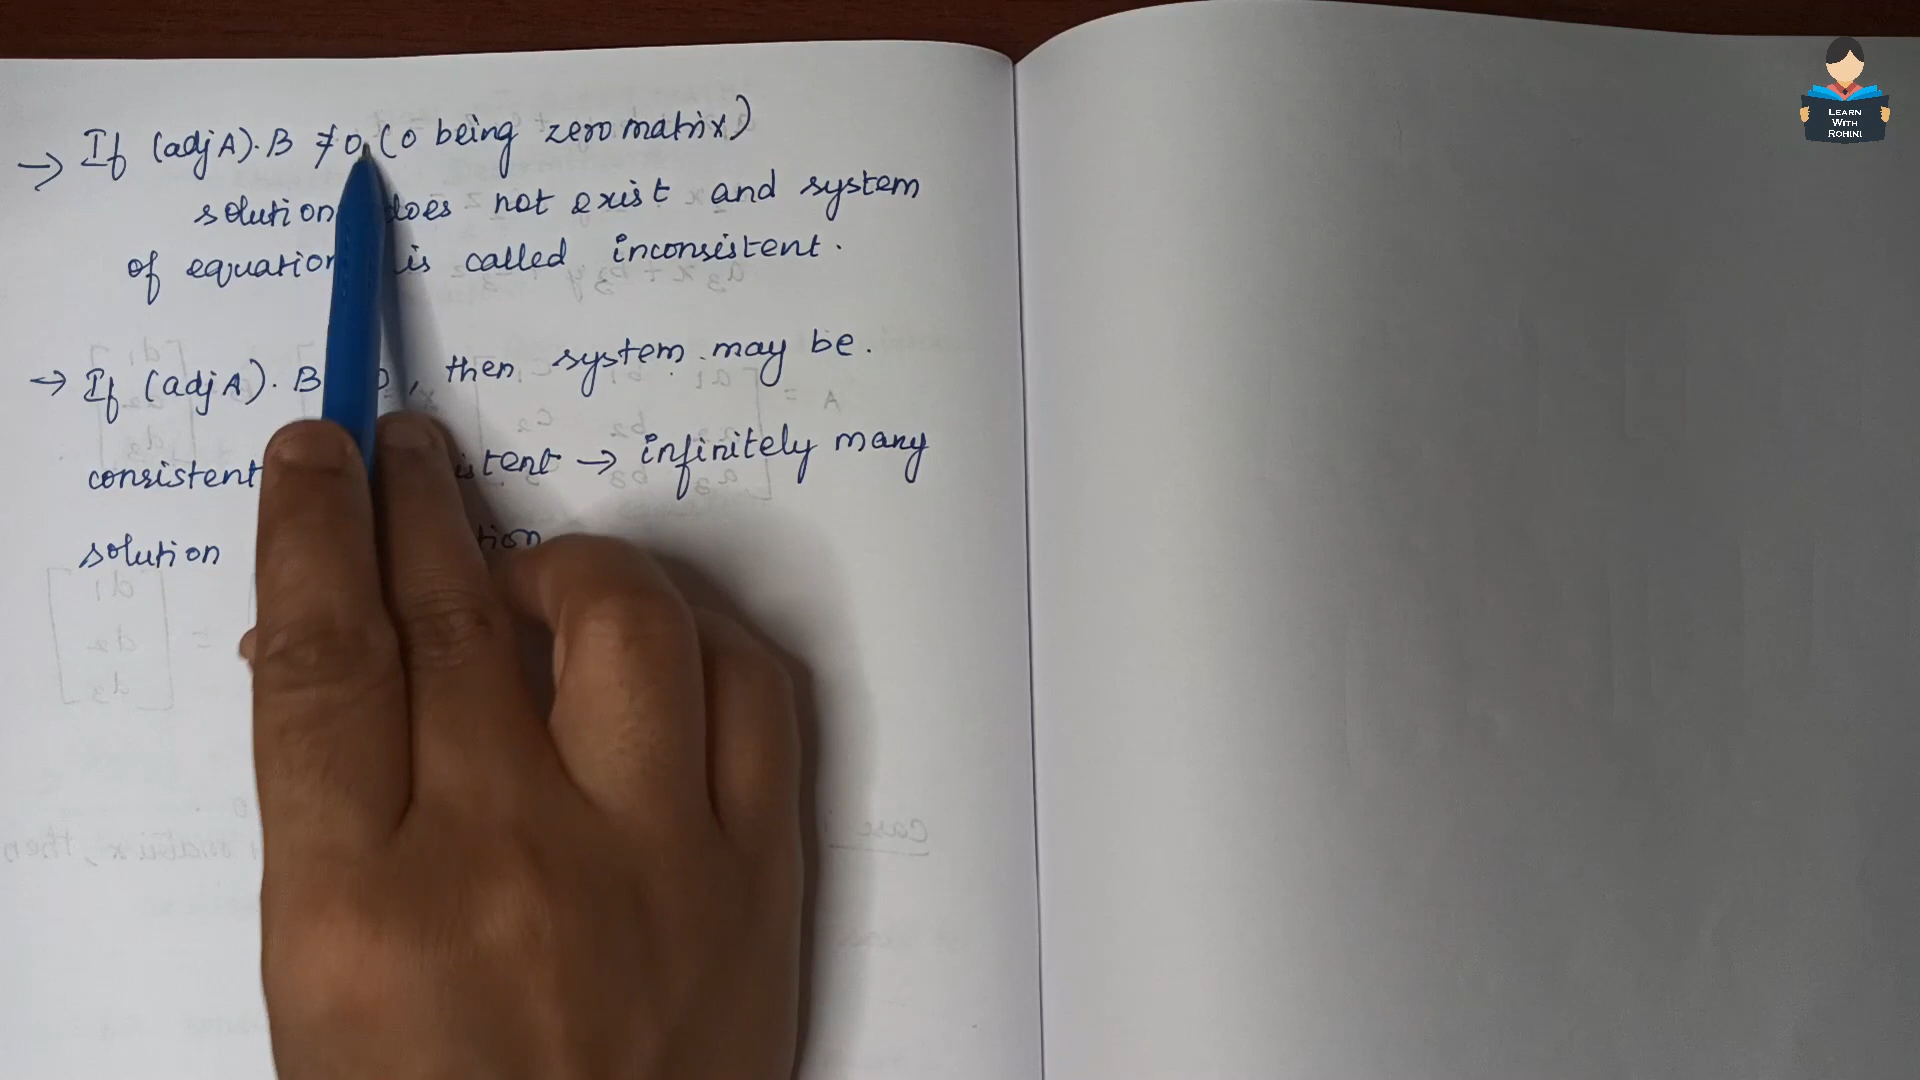 → If (adj A). B ≠ 0 (0 being zero matrix)
solution does not exist and system
of equation is called inconsistent.
→ If (adj A). B 0, then system may be.
consistent → infinitely many
solution
LEARN
WITH
ROHINI